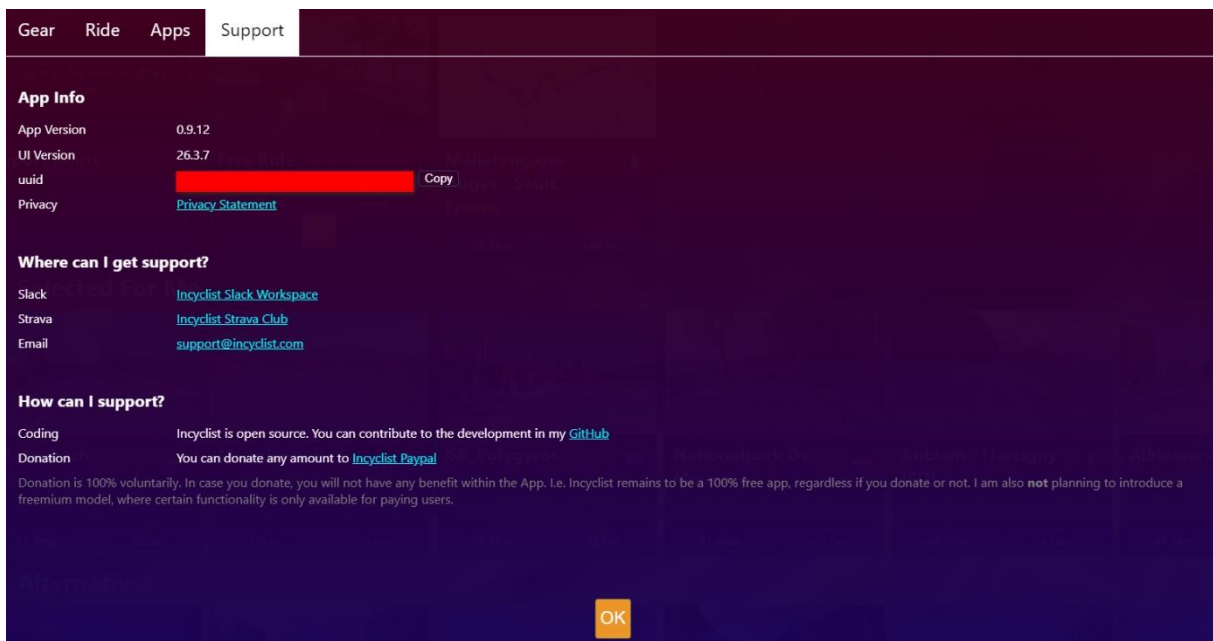 Gear Ride Apps Support
App Info
App Version 0.9.12
UI Version 26.3.7
uuid Copy
Privacy Privacy Statement
Where can I get support?
Slack Incyclist Slack Workspace
Strava Incyclist Strava Club
Email support@incyclist.com
How can I support?
Coding Incyclist is open source. You can contribute to the development in my GitHub
Donation You can donate any amount to Incyclist Paypal
Donation is 100% voluntarily. In case you donate, you will not have any benefit within the App. I.e. Incyclist remains to be a 100% free app, regardless if you donate or not. I am also not planning to introduce a
freemium model, where certain functionality is only available for paying users.
Alternatives
OK